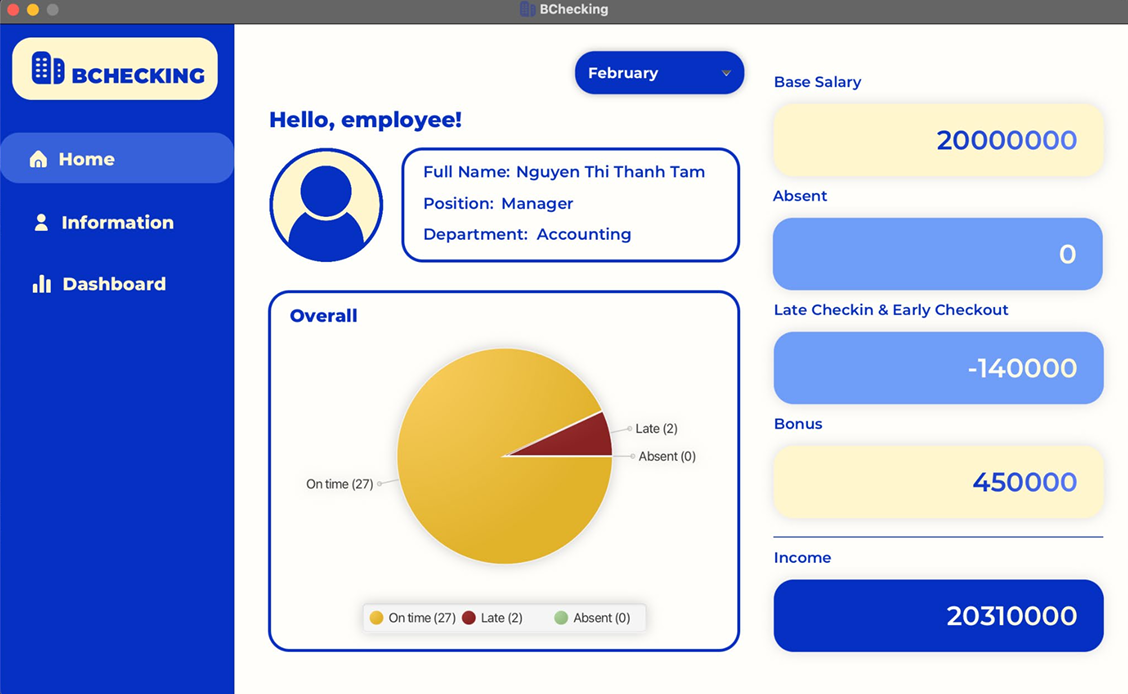 BChecking
BCHECKING
Home
Information
Dashboard
February
Hello, employee!
Full Name: Nguyen Thi Thanh Tam
Position: Manager
Department: Accounting
Overall
Late (2)
Absent (0)
On time (27)
On time (27) Late (2) Absent (0)
Base Salary
20000000
Absent
0
Late Checkin & Early Checkout
-140000
Bonus
450000
Income
20310000